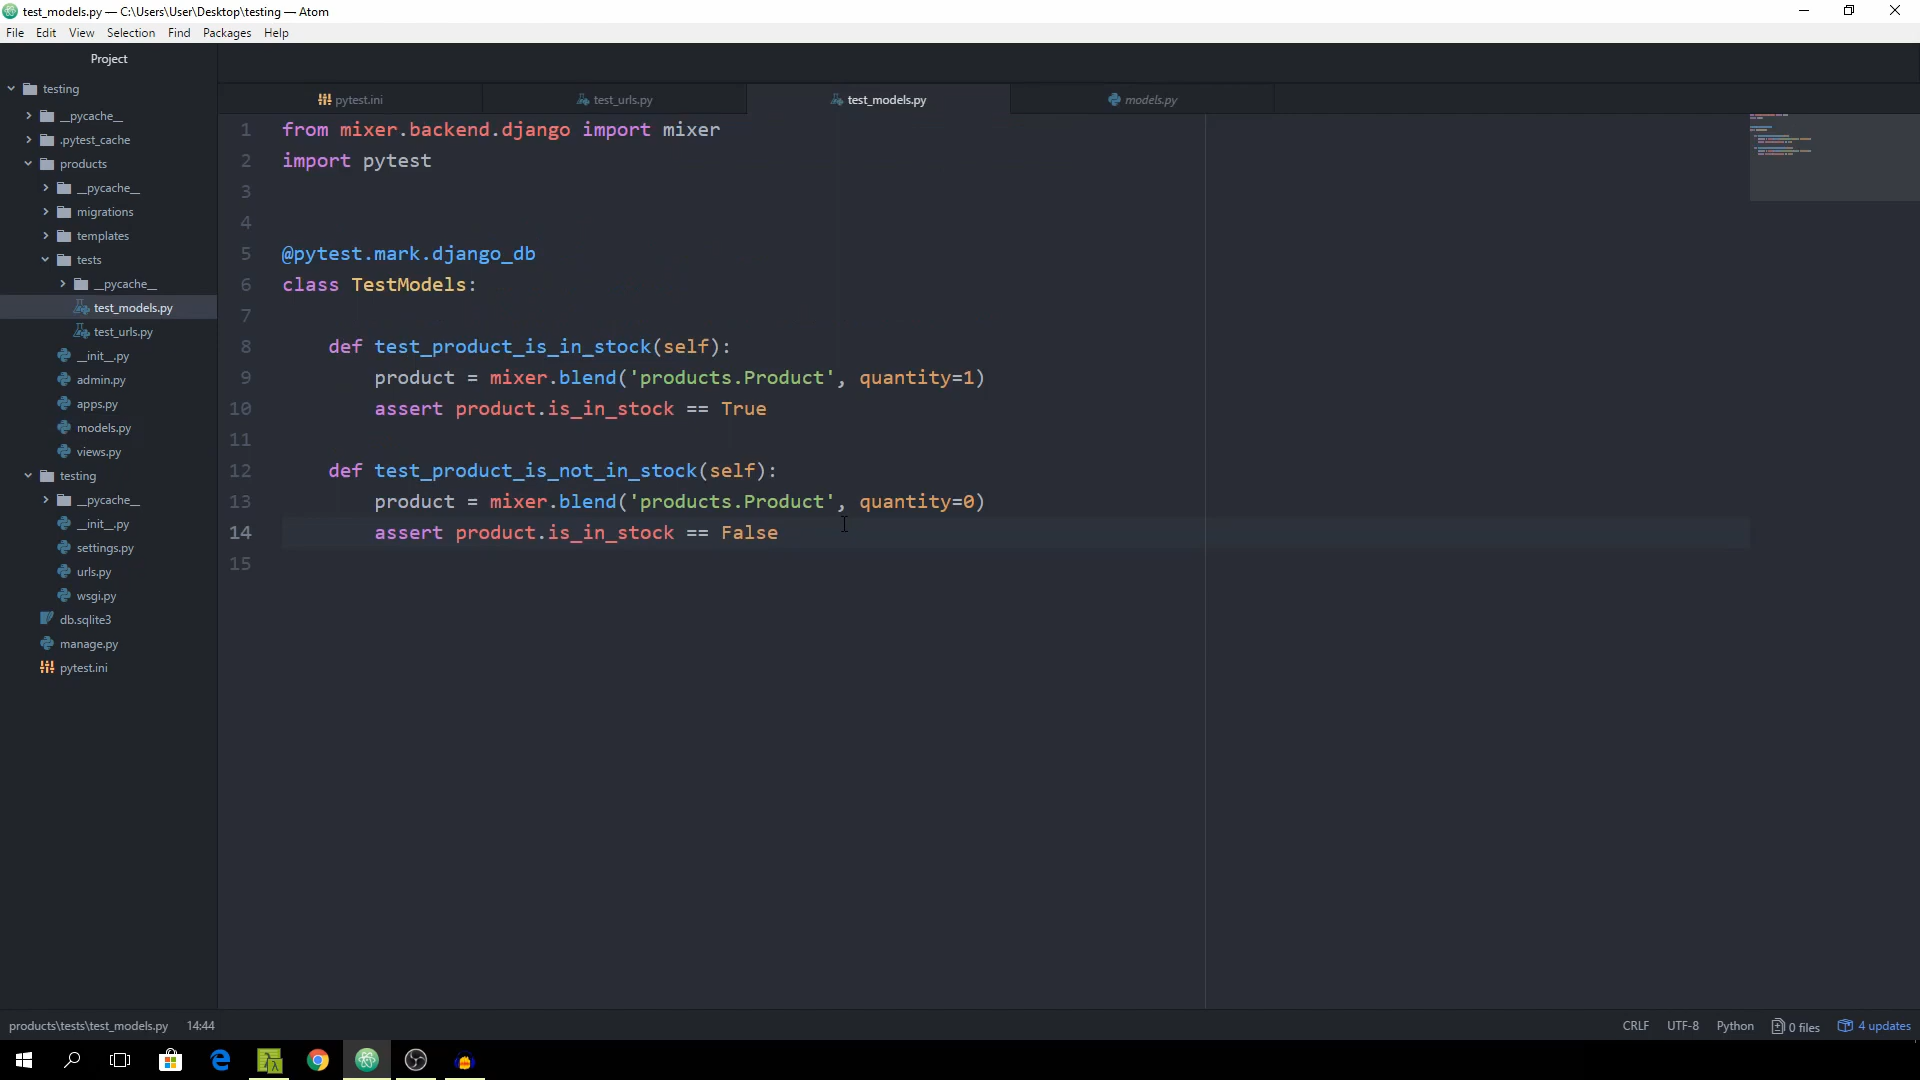 test_models.py — C:\Users\User\Desktop\testing — Atom
File Edit View Selection Find Packages Help
Project
testing
__pycache__
.pytest_cache
products
__pycache__
migrations
templates
tests
__pycache__
test_models.py
test_urls.py
__init__.py
admin.py
apps.py
models.py
views.py
testing
__pycache__
__init__.py
settings.py
urls.py
wsgi.py
db.sqlite3
manage.py
pytest.ini
pytest.ini test_urls.py test_models.py models.py
1 from mixer.backend.django import mixer
2 import pytest
3
4
5 @pytest.mark.django_db
6 class TestModels:
7
8 def test_product_is_in_stock(self):
9 product = mixer.blend('products.Product', quantity=1)
10 assert product.is_in_stock == True
11
12 def test_product_is_not_in_stock(self):
13 product = mixer.blend('products.Product', quantity=0)
14 assert product.is_in_stock == False
15
products\tests\test_models.py 14:44 CRLF UTF-8 Python 0 files 4 updates